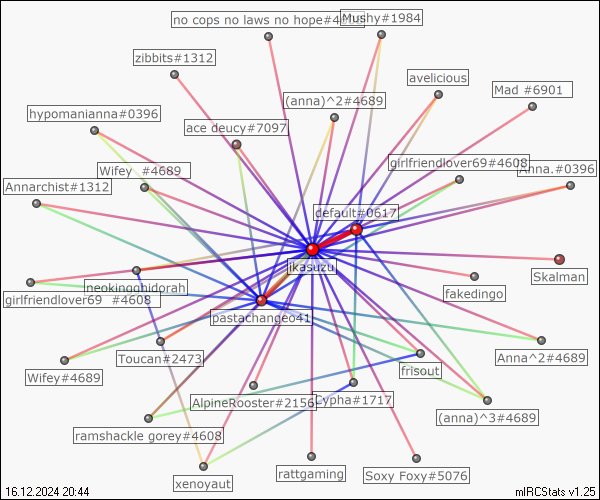 no cops no laws no hope#4
Mushy#1984
zibbits#1312
avelicious
Mad #6901
(anna)^2#4689
hypomanianna#0396
ace deucy#7097
girlfriendlover69#4608
Anna.#0396
Wifey #4689
Annarchist#1312
default#0617
ikasuzu
Skalman
neokingghidorah
fakedingo
girlfriendlover69 #4608
pastachangeo41
Toucan#2473
Anna^2#4689
frisout
Wifey#4689
AlpineRooster#2156
Cypha#1717
(anna)^3#4689
ramshackle gorey#4608
rattgaming
Soxy Foxy#5076
xenoyaut
16.12.2024 20:44
mIRCStats v1.25